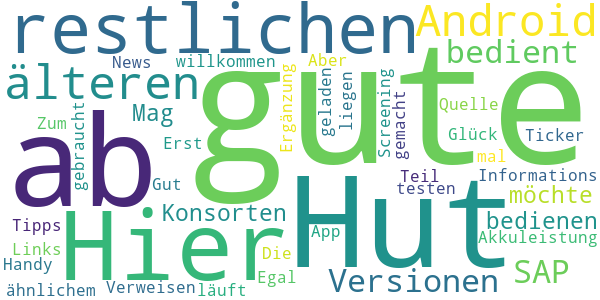 restlichen
Android
News
willkommen
Aber
bedient
älteren
gute
Mag
Ergänzung
geladen
liegen
Screening
gemacht
Quelle
gebraucht
ab
Zum
Erst
Glück
Ticker
mal
Gut
Hut
Teil
testen
Informations
möchte
Hier
Konsorten
Tipps
App
bedienen
Links
Die
Akkuleistung
Handy
Egal
Versionen
SAP
ähnlichem
Verweisen
läuft